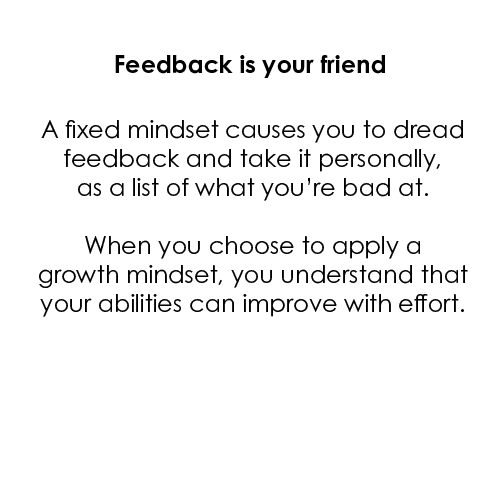 Feedback is your friend
A fixed mindset causes you to dread
feedback and take it personally,
as a list of what you’re bad at.
When you choose to apply a
growth mindset, you understand that
your abilities can improve with effort.